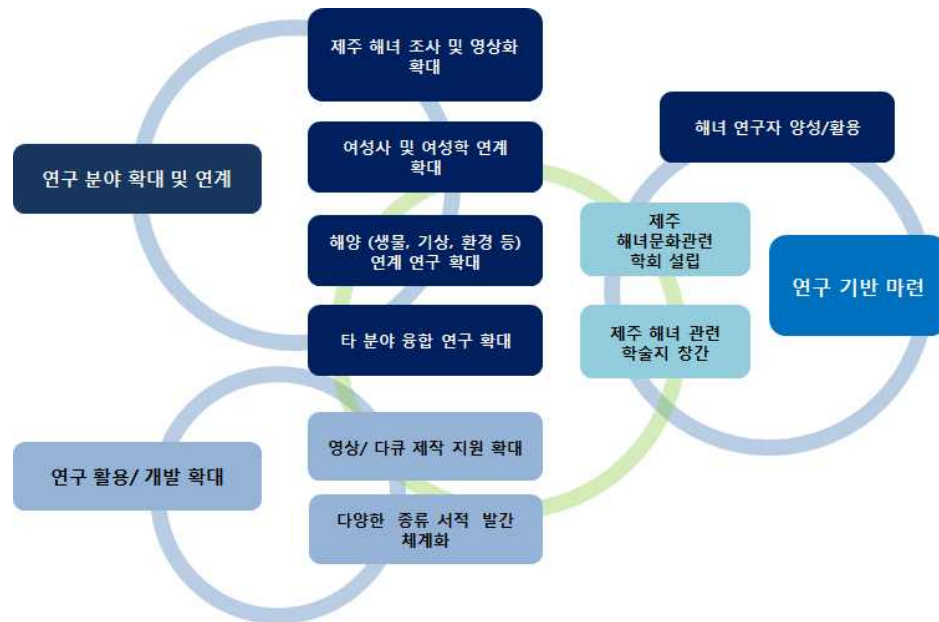 제주 해녀 조사 및 영상화
확대
여성사 및 여성학 연계
확대
연구 분야 확대 및 연계
해양 (생물, 기상, 환경 등)
연계 연구 확대
타 분야 융합 연구 확대
해녀 연구자 양성/활용
제주
해녀문화관련
학회 설립
연구 기반 마련
제주 해녀 관련
학술지 창간
영상/ 다큐 제작 지원 확대
연구 활용/ 개발 확대
다양한 종류 서적 발간
체계화